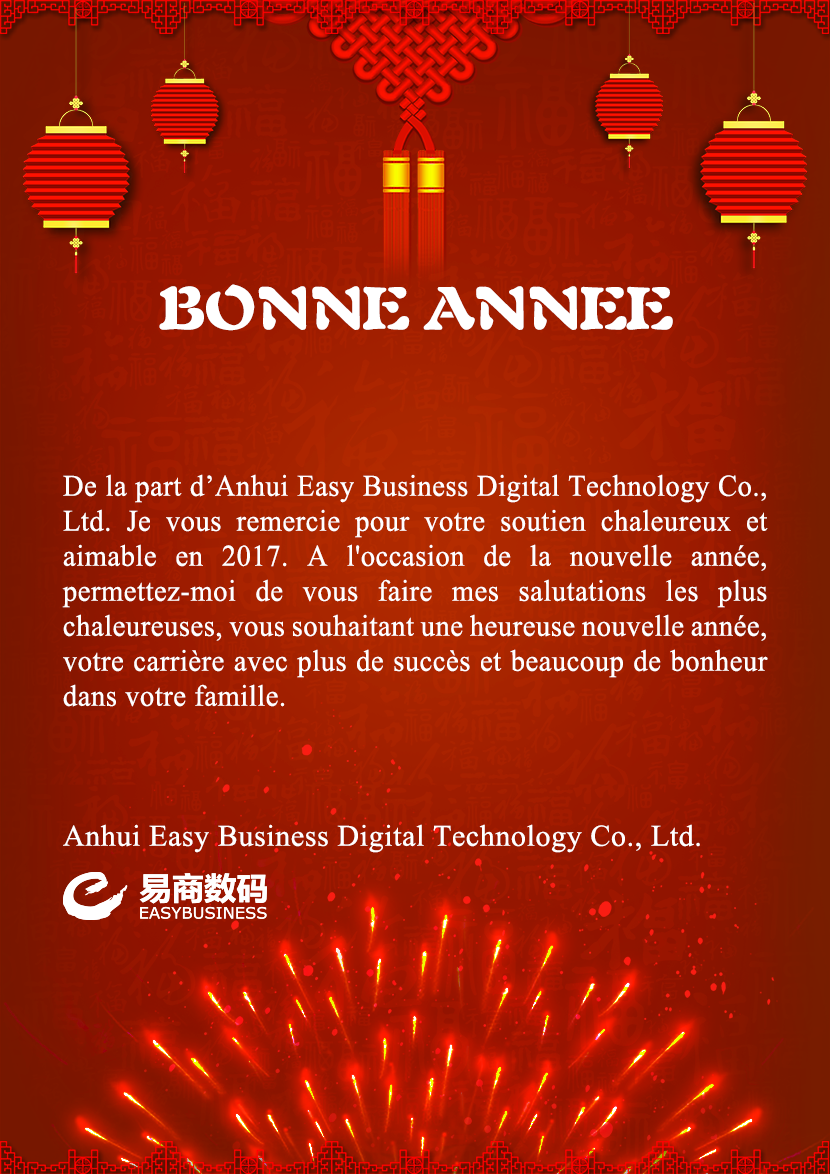 BONNE ANNEE
De la part d’Anhui Easy Business Digital Technology Co.,
Ltd. Je vous remercie pour votre soutien chaleureux et
aimable en 2017. A l'occasion de la nouvelle année,
permettez-moi de vous faire mes salutations les plus
chaleureuses, vous souhaitant une heureuse nouvelle année,
votre carrière avec plus de succès et beaucoup de bonheur
dans votre famille.
Anhui Easy Business Digital Technology Co., Ltd.
易商数码
EASYBUSINESS